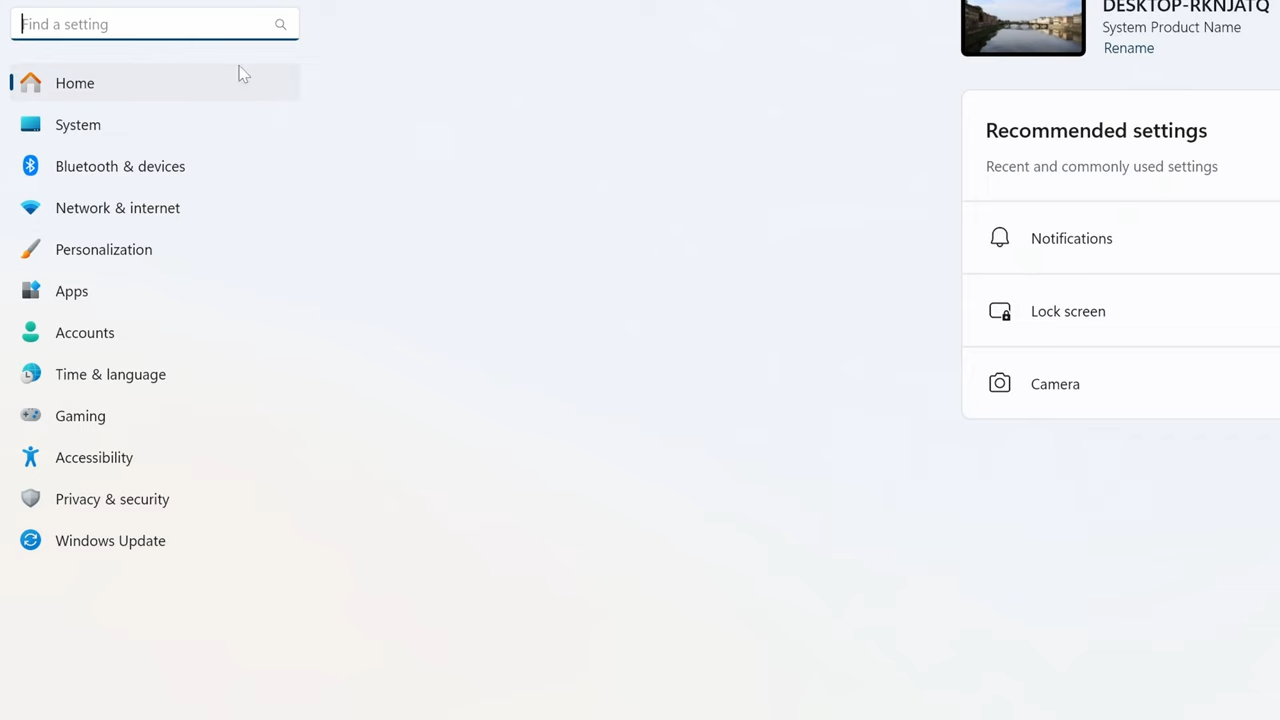 Find a setting
Home
System
Bluetooth & devices
Network & internet
Personalization
Apps
Accounts
Time & language
Gaming
Accessibility
Privacy & security
Windows Update
DESKTOP-RKNJATQ
System Product Name
Rename
Recommended settings
Recent and commonly used settings
Notifications
Lock screen
Camera